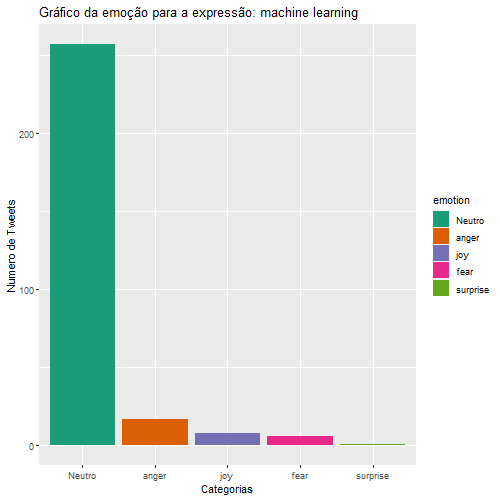 Gráfico da emoção para a expressão: machine learning
Numero de Tweets
200
100
0
Neutro anger joy fear surprise
Categorias
emotion
Neutro
anger
joy
fear
surprise